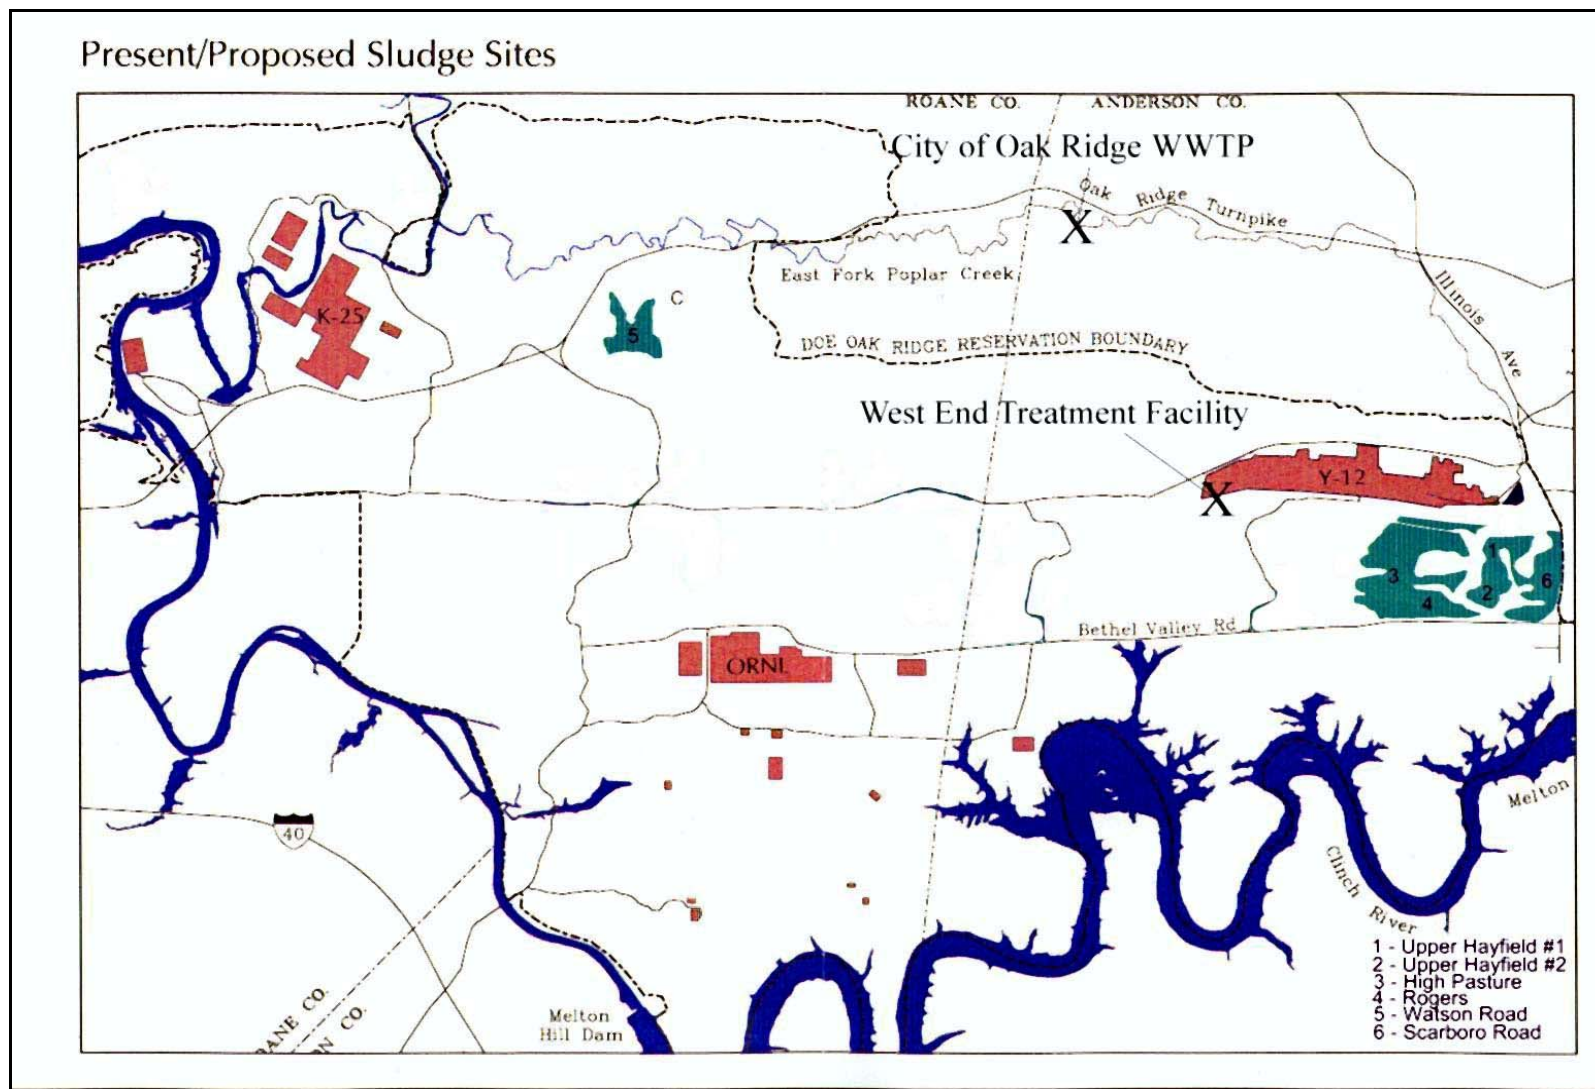 Present/Proposed Sludge Sites
ROANE CO. ANDERSON CO.
City of Oak Ridge WWTP
Oak Ridge Turnpike
X
East Fork Poplar Creek
C
5
K-25
Illinois Ave
DOE OAK RIDGE RESERVATION BOUNDARY
West End Treatment Facility
Y-12
X
1
3
2
6
4
Bethel Valley Rd
ORNL
Melton
40
Clinch River
1 - Upper Hayfield #1
2 - Upper Hayfield #2
3 - High Pasture
4 - Rogers
5 - Watson Road
6 - Scarboro Road
Melton
Hill Dam
CO.
CO.